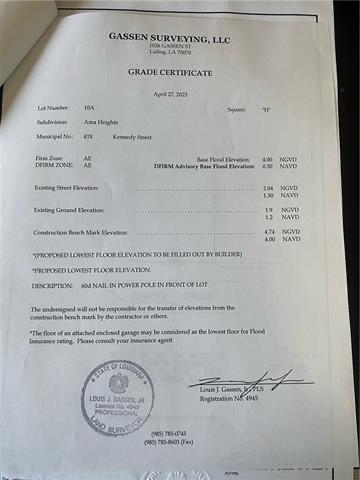 GASSEN SURVEYING, LLC
1026 GASSEN ST
Luling, LA 70070
GRADE CERTIFICATE
April 27, 2023
Lot Number: 10A Square: "H"
Subdivision: Ama Heights
Municipal No.: 418 Kennedy Street
Firm Zone: AE Base Flood Elevation: 4.00 NGVD
DFIRM ZONE: AE DFIRM Advisory Base Flood Elevation: 0.50 NAVD
Existing Street Elevation: 2.04 NGVD
1.30 NAVD
Existing Ground Elevation: 1.9 NGVD
1.2 NAVD
Construction Bench Mark Elevation: 4.74 NGVD
4.00 NAVD
*(PROPOSED LOWEST FLOOR ELEVATION TO BE FILLED OUT BY BUILDER)
*PROPOSED LOWEST FLOOR ELEVATION:
DESCRIPTION: 60d NAIL IN POWER POLE IN FRONT OF LOT
The undersigned will not be responsible for the transfer of elevations from the
construction bench mark by the contractor or others.
*The floor of an attached enclosed garage may be considered as the lowest floor for Flood
Insurance rating. Please consult your insurance agent.
STATE OF LOUISIANA
LOUIS J. GASSEN, JR.
License No. 4945
PROFESSIONAL
LAND SURVEYOR
Louis J. Gassen, Jr., PLS
Registration No. 4945
(985) 785-0745
(985) 785-8603 (Fax)